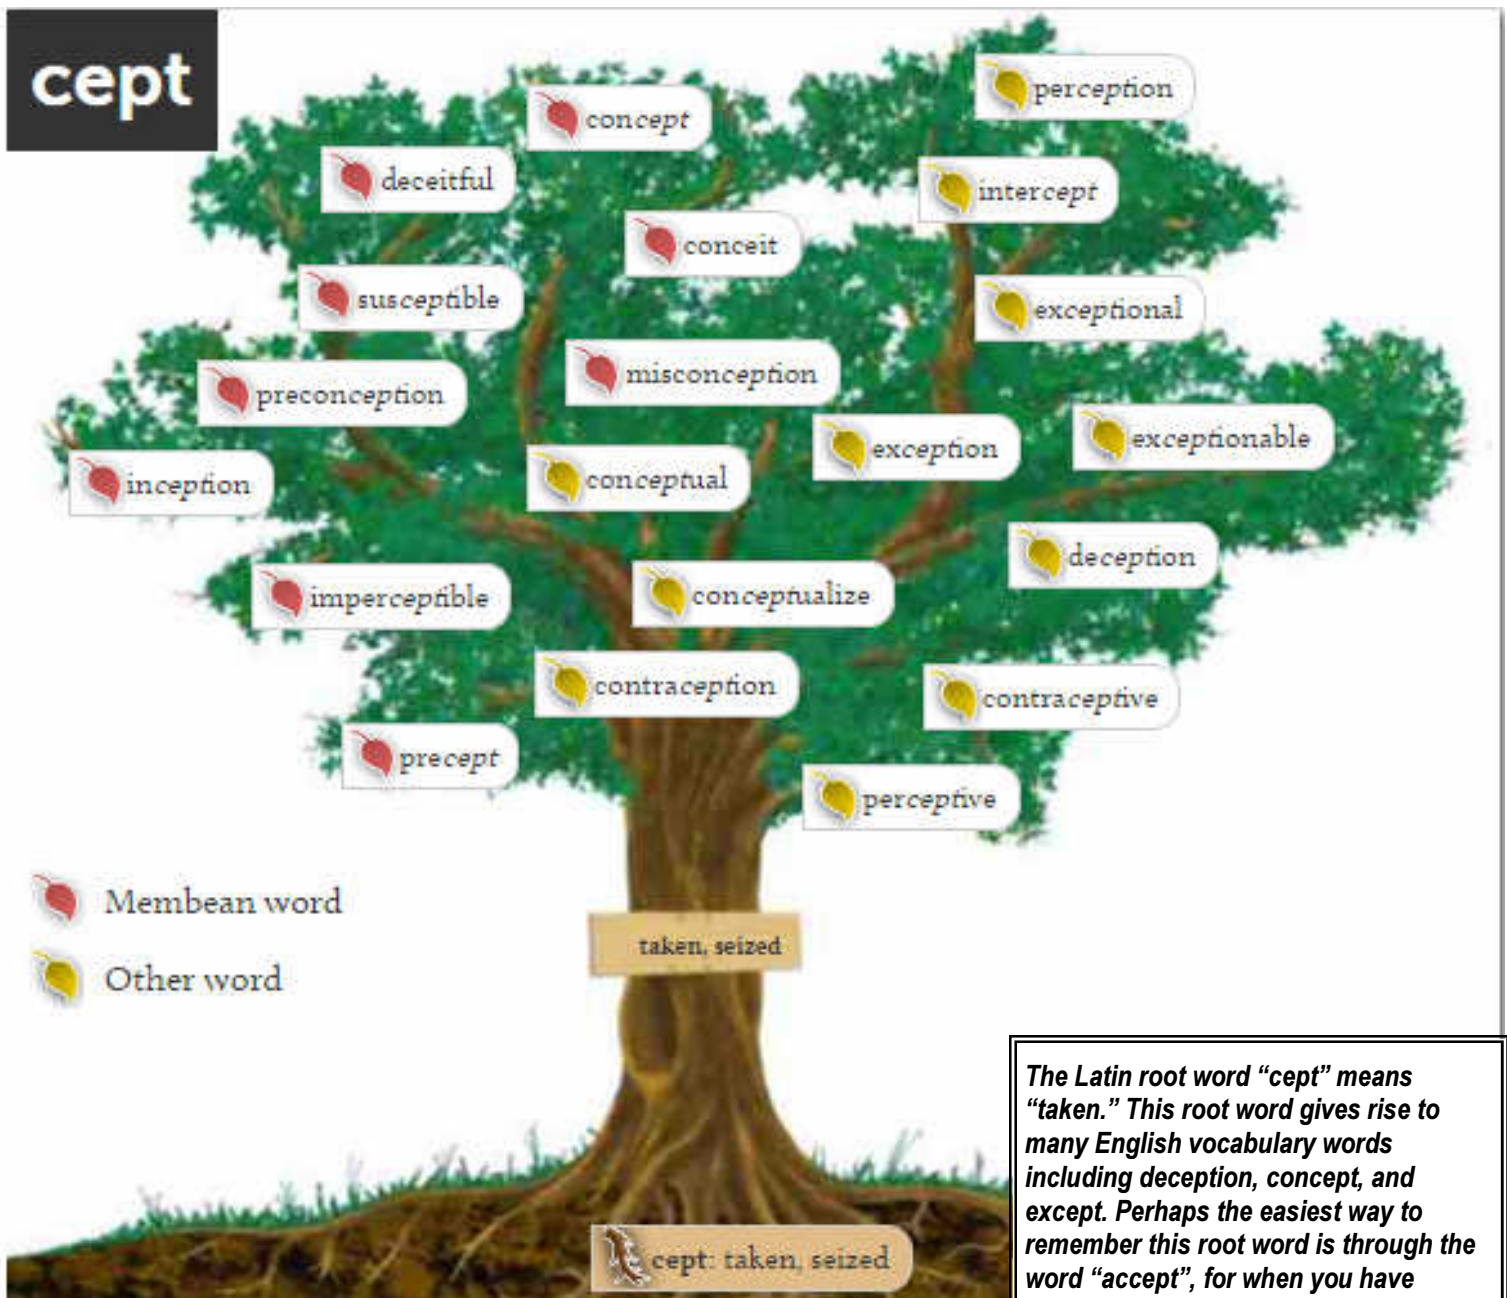 cept
perception
concept
deceitful
intercept
conceit
susceptible
exceptional
misconception
preconception
exceptionable
exception
inception
conceptual
deception
imperceptible
conceptualize
contraception
contraceptive
precept
perceptive
Membean word
Other word
taken, seized
cept: taken, seized
The Latin root word “cept” means
“taken.” This root word gives rise to
many English vocabulary words
including deception, concept, and
except. Perhaps the easiest way to
remember this root word is through the
word “accept”, for when you have